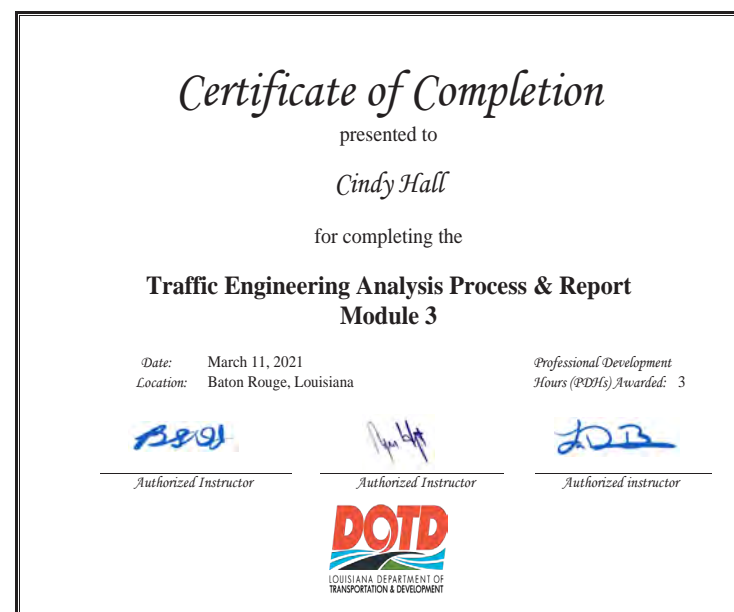 Certificate of Completion
presented to
Cindy Hall
for completing the
Traffic Engineering Analysis Process & Report
Module 3
Date: March 11, 2021
Location: Baton Rouge, Louisiana
Professional Development
Hours (PDHs) Awarded: 3
Authorized Instructor
Authorized Instructor
Authorized instructor
DOTD
LOUISIANA DEPARTMENT OF
TRANSPORTATION & DEVELOPMENT